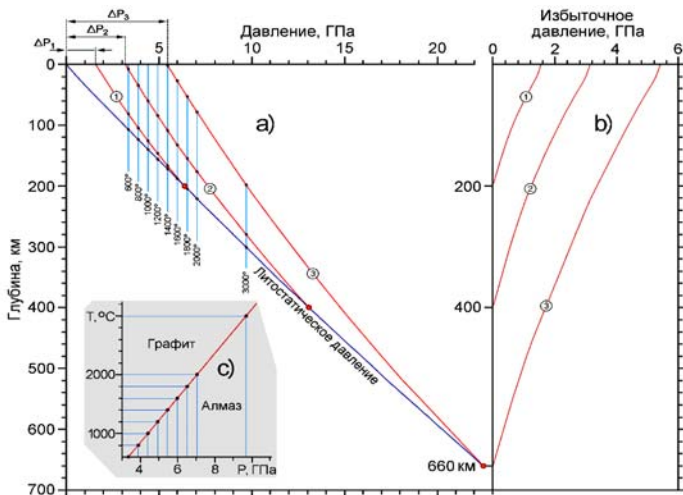 ΔP₃
ΔP₂
ΔP₁
Давление, ГПа
5 10 15 20
Избыточное
давление, ГПа
0 2 4 6
0
100
200
300
400
500
600
700
Глубина, км
a)
1
2
3
600°
800°
1000°
1200°
1400°
1600°
1800°
2000°
3000°
Литостатическое давление
660 км
b)
0
200
400
1
2
3
T,°C
Графит
c)
2000
Алмаз
1000
4 6 8 P, ГПа